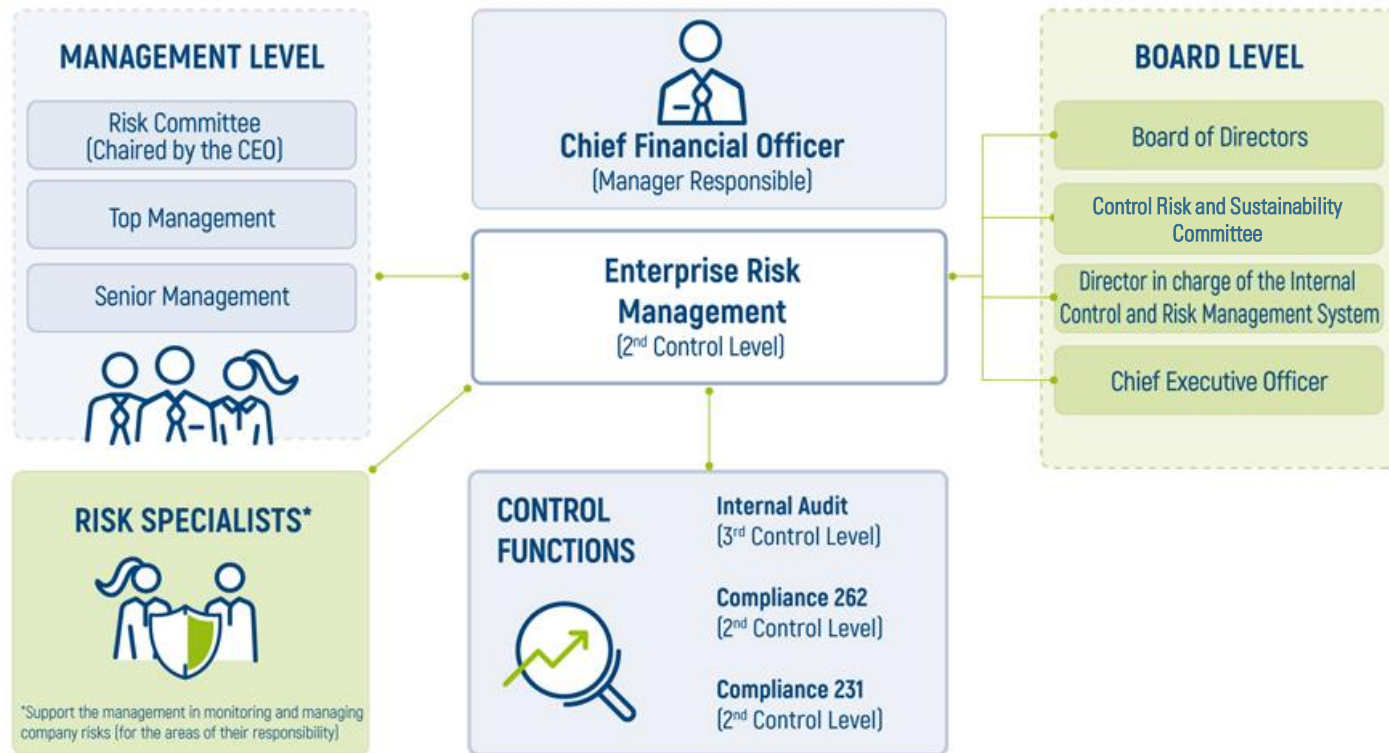 MANAGEMENT LEVEL
Risk Committee
(Chaired by the CEO)
Top Management
Senior Management
Chief Financial Officer
(Manager Responsible)
Enterprise Risk
Management
(2nd Control Level)
BOARD LEVEL
Board of Directors
Control Risk and Sustainability
Committee
Director in charge of the Internal
Control and Risk Management System
Chief Executive Officer
RISK SPECIALISTS*
*Support the management in monitoring and managing
company risks (for the areas of their responsibility)
CONTROL
FUNCTIONS
Internal Audit
(3rd Control Level)
Compliance 262
(2nd Control Level)
Compliance 231
(2nd Control Level)